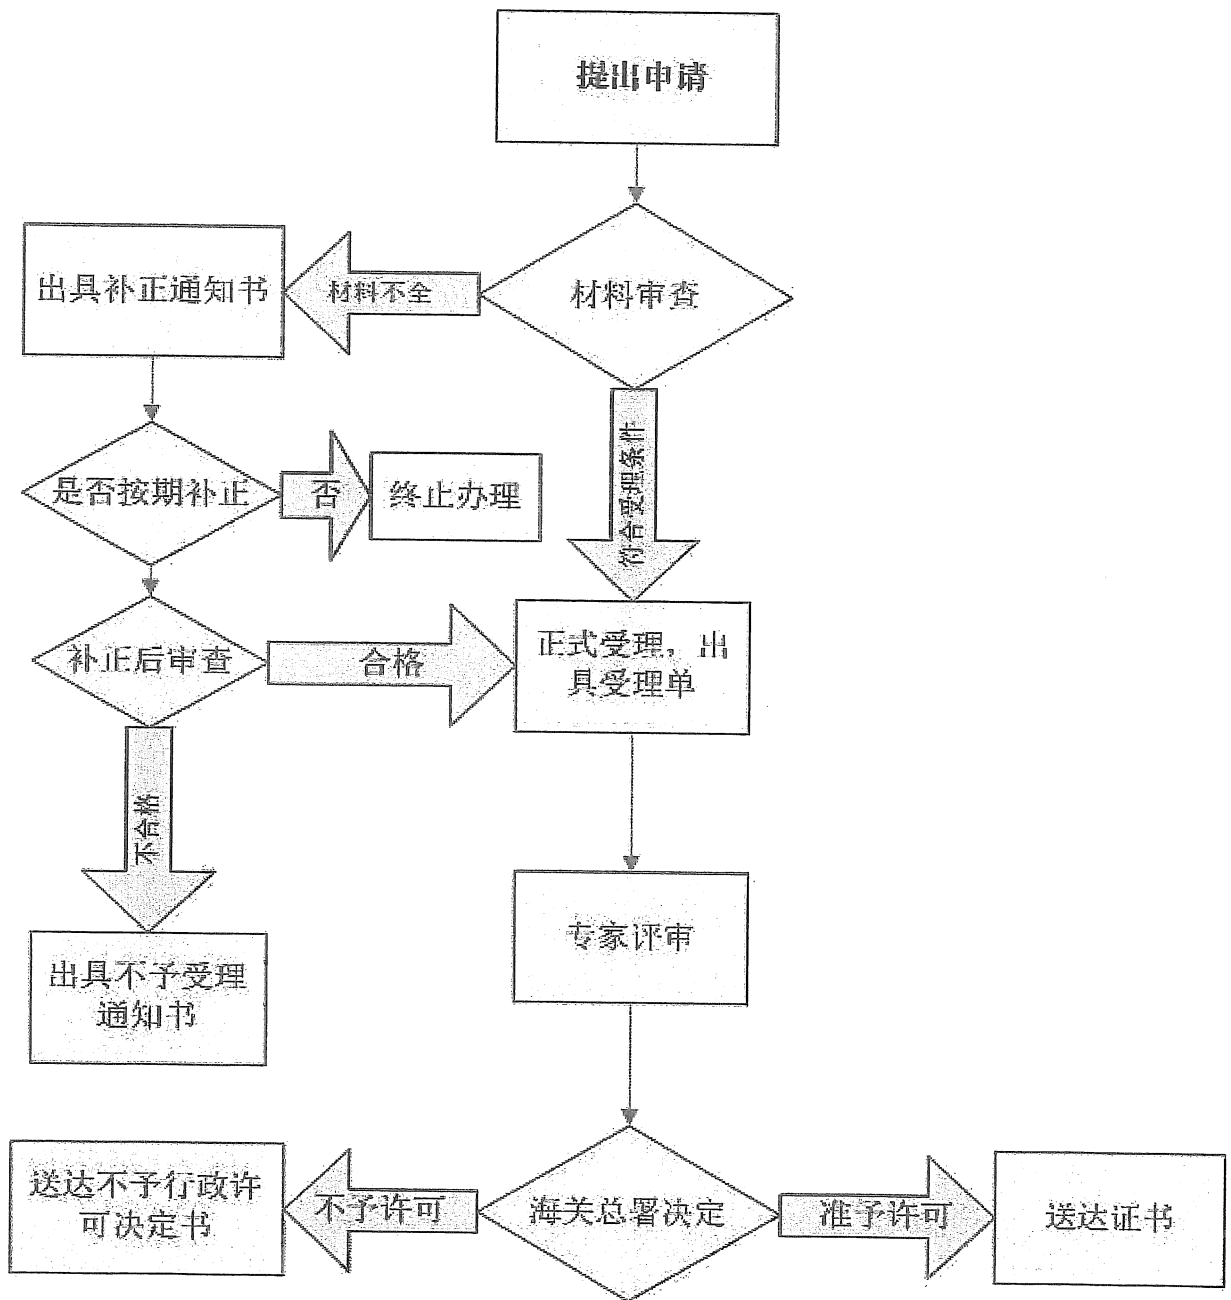 提出申请
材料审查
材料不全
出具补正通知书
符合受理条件
是否按期补正
否
终止办理
补正后审查
合格
正式受理，出
具受理单
不合格
出具不予受理
通知书
专家评审
海关总署决定
不予许可
送达不予行政许
可决定书
准予许可
送达证书